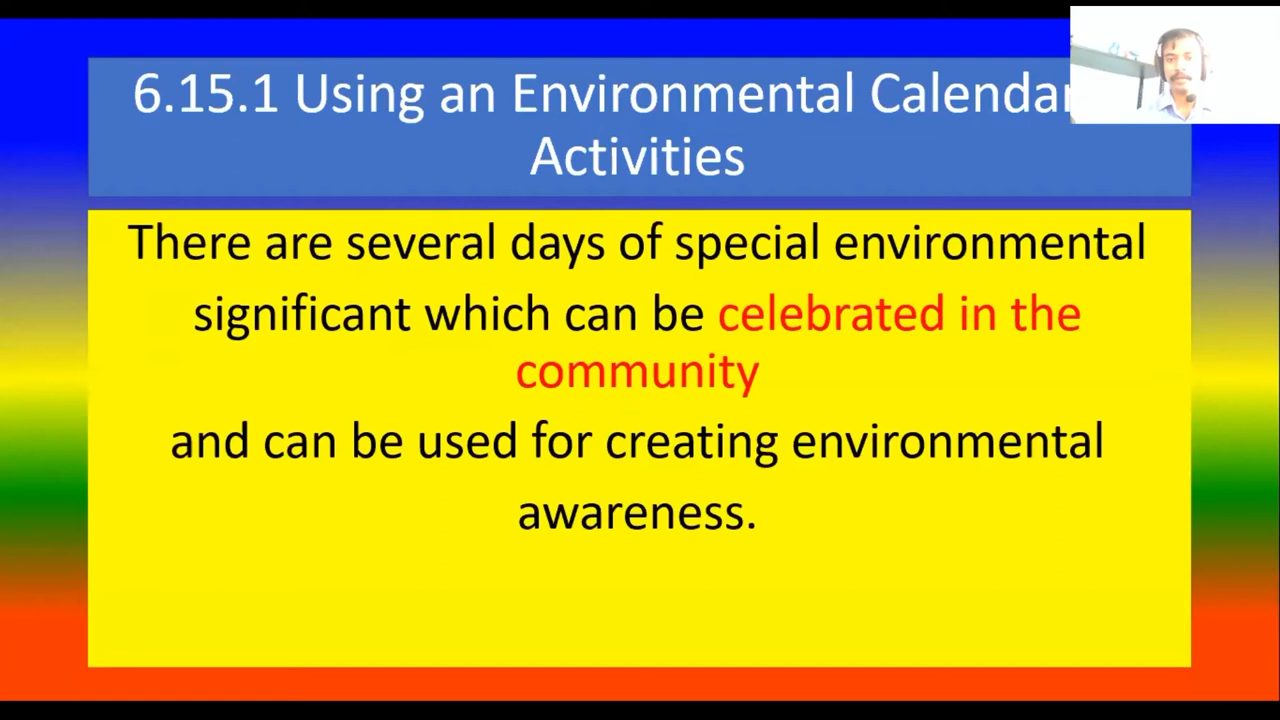 6.15.1 Using an Environmental Calendar
Activities
There are several days of special environmental
significant which can be celebrated in the
community
and can be used for creating environmental
awareness.